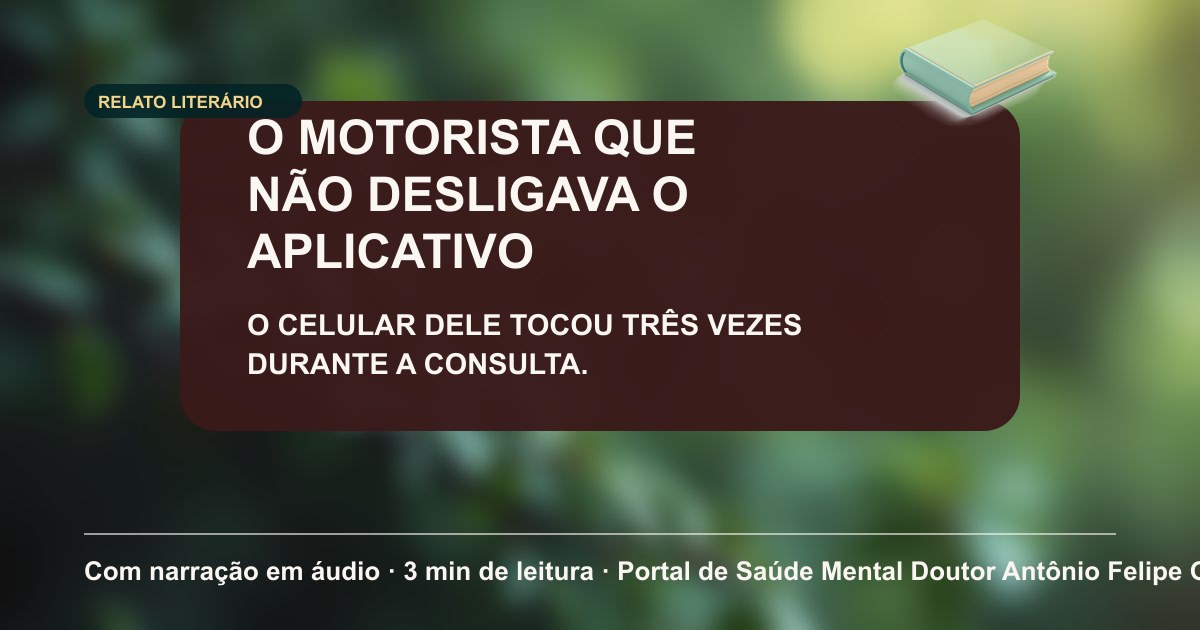 RELATO LITERÁRIO
O MOTORISTA QUE
NÃO DESLIGAVA O
APLICATIVO
O CELULAR DELE TOCOU TRÊS VEZES
DURANTE A CONSULTA.
Com narração em áudio · 3 min de leitura · Portal de Saúde Mental Doutor Antônio Felipe